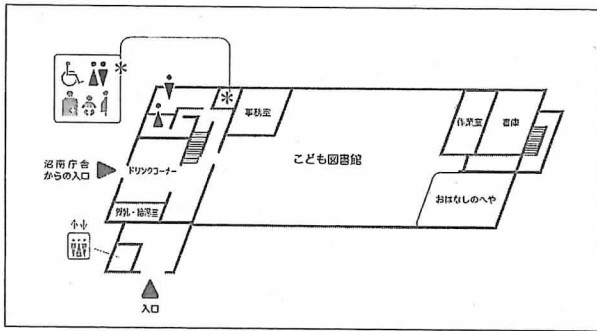 事務室
作業室
書庫
こども図書館
沼南庁舎
からの入口
ドリンクコーナー
おはなしのへや
入口